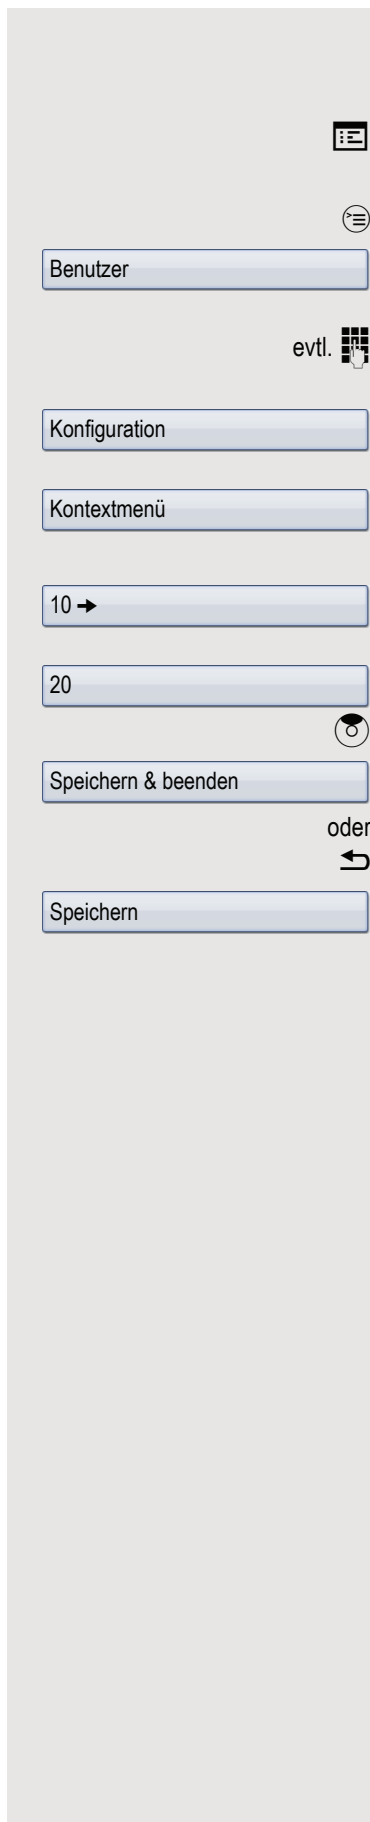 Benutzer
evtl.
Konfiguration
Kontextmenü
10 →
20
Speichern & beenden
oder
Speichern